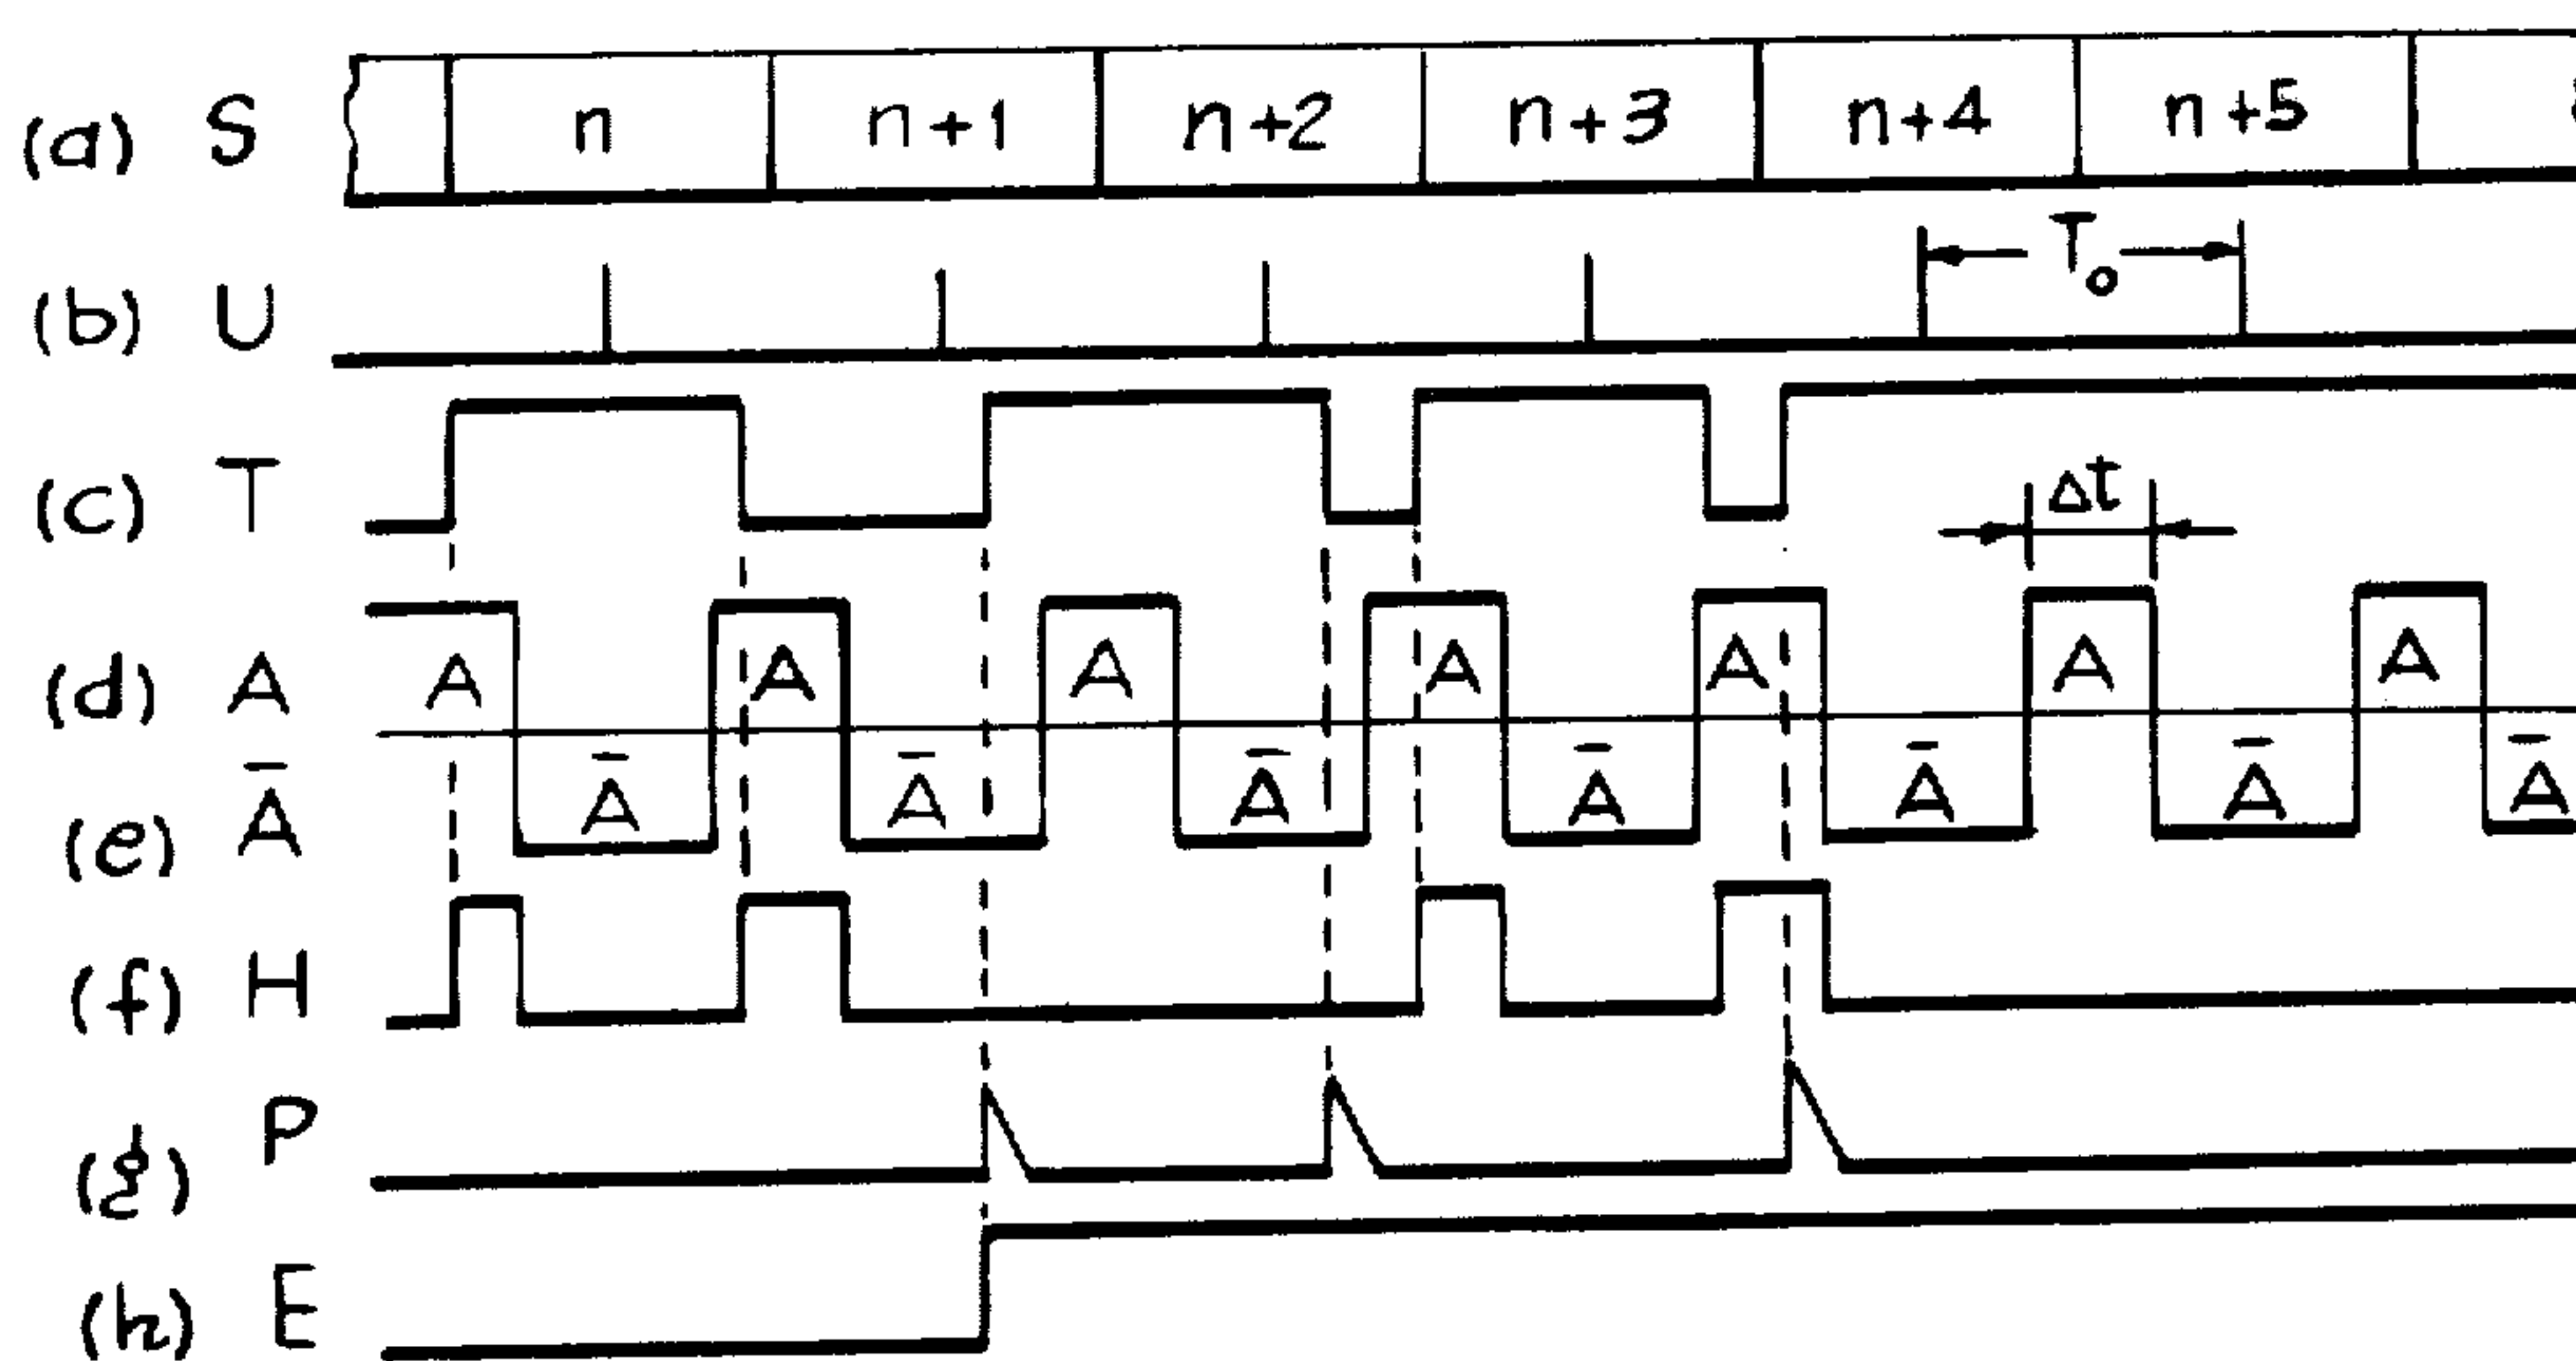 (a) S n n+1 n+2 n+3 n+4 n+5
(b) U T₀
(c) T Δt
(d) A A A A A A A A
(e) Ā Ā Ā Ā Ā Ā Ā Ā
(f) H
(g) P
(h) E